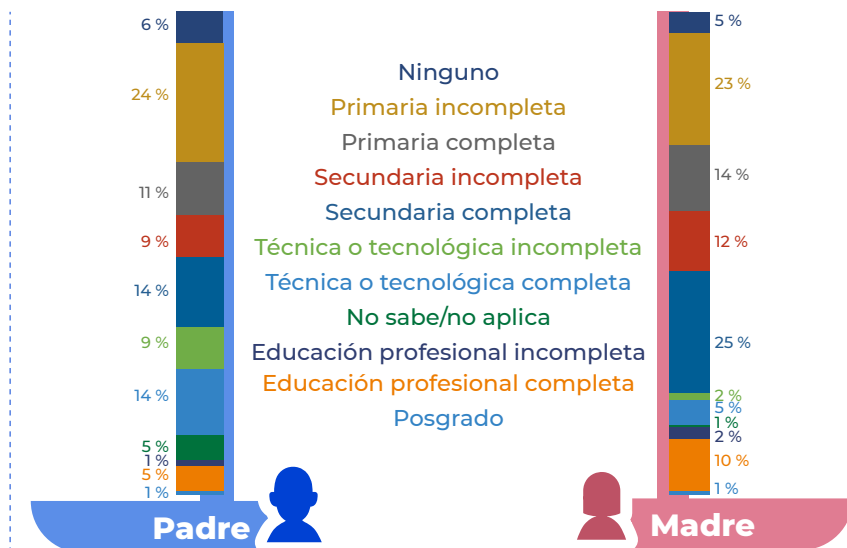 6 %
24 %
11 %
9 %
14 %
9 %
14 %
5 %
1 %
5 %
1 %
Padre
Ninguno
Primaria incompleta
Primaria completa
Secundaria incompleta
Secundaria completa
Técnica o tecnológica incompleta
Técnica o tecnológica completa
No sabe/no aplica
Educación profesional incompleta
Educación profesional completa
Posgrado
5 %
23 %
14 %
12 %
25 %
2 %
5 %
1 %
2 %
10 %
1 %
Madre